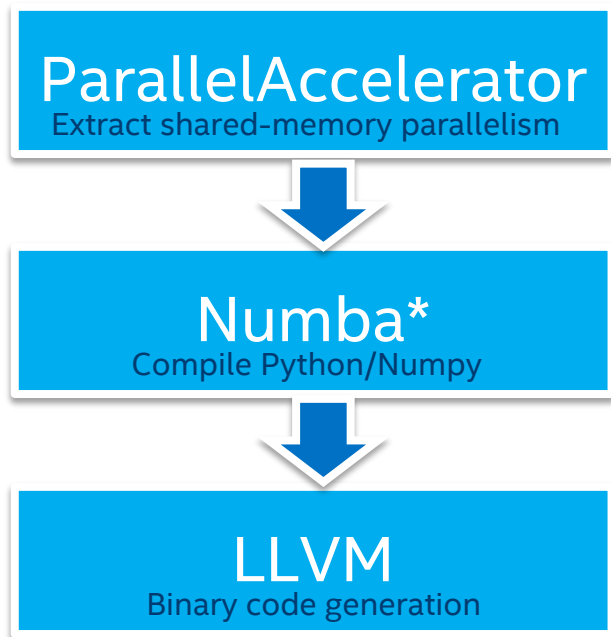 ParallelAccelerator
Extract shared-memory parallelism
Numba*
Compile Python/Numpy
LLVM
Binary code generation